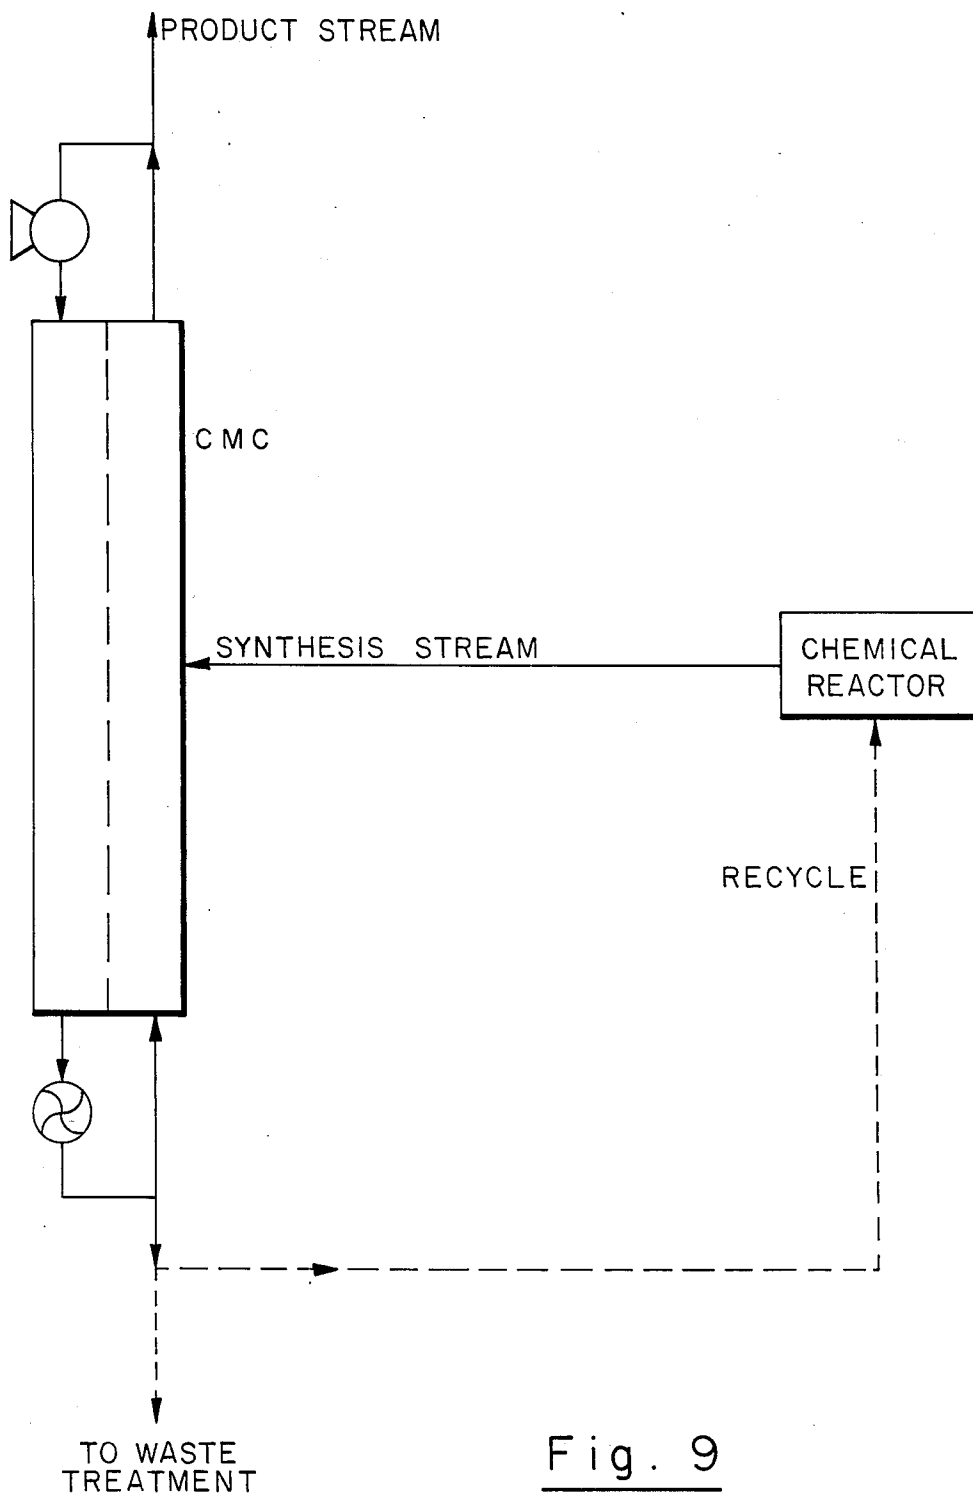 PRODUCT STREAM
CMC
SYNTHESIS STREAM
CHEMICAL
REACTOR
RECYCLE
TO WASTE
TREATMENT
Fig. 9